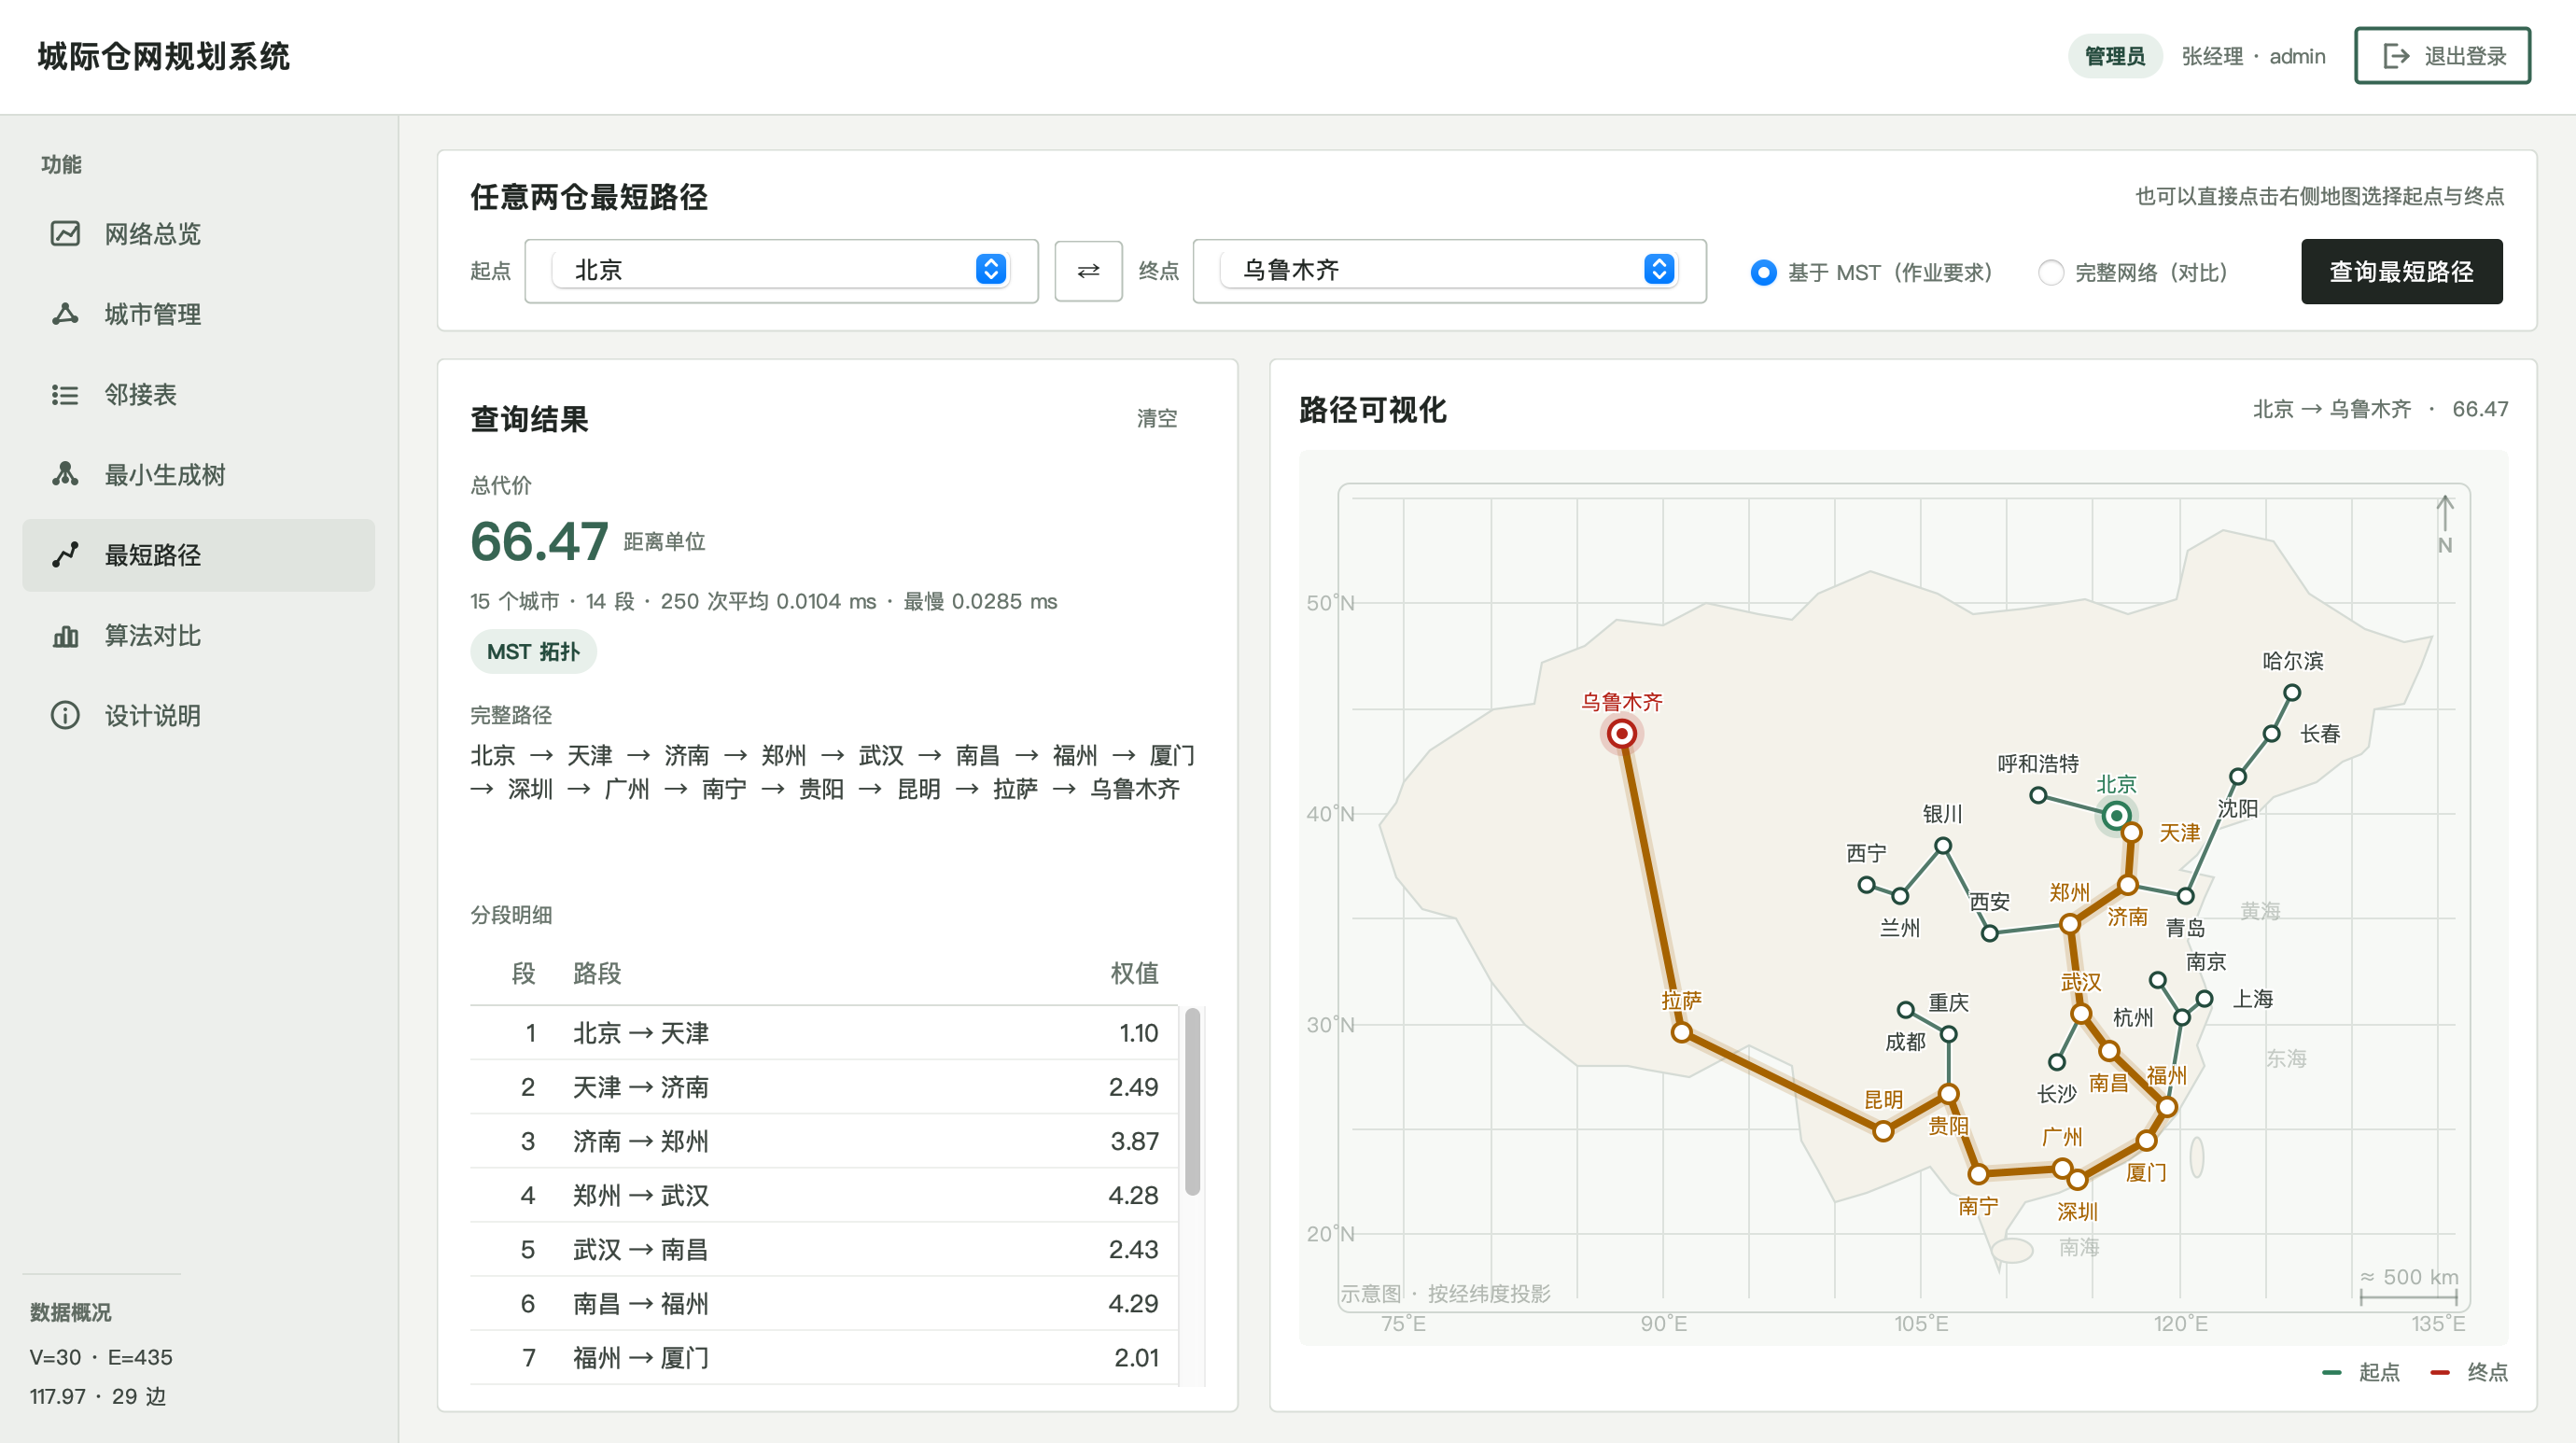 城际仓网规划系统
管理员 张经理 · admin 退出登录
功能
网络总览
城市管理
邻接表
最小生成树
最短路径
算法对比
设计说明
数据概况
V=30 · E=435
117.97 · 29 边
任意两仓最短路径
也可以直接点击右侧地图选择起点与终点
起点 北京 ⇄ 终点 乌鲁木齐 基于 MST（作业要求） 完整网络（对比） 查询最短路径
查询结果 清空
总代价
66.47 距离单位
15 个城市 · 14 段 · 250 次平均 0.0104 ms · 最慢 0.0285 ms
MST 拓扑
完整路径
北京 → 天津 → 济南 → 郑州 → 武汉 → 南昌 → 福州 → 厦门
→ 深圳 → 广州 → 南宁 → 贵阳 → 昆明 → 拉萨 → 乌鲁木齐
分段明细
段 路段 权值
1 北京 → 天津 1.10
2 天津 → 济南 2.49
3 济南 → 郑州 3.87
4 郑州 → 武汉 4.28
5 武汉 → 南昌 2.43
6 南昌 → 福州 4.29
7 福州 → 厦门 2.01
路径可视化
北京 → 乌鲁木齐 · 66.47
N
50°N
哈尔滨
乌鲁木齐
长春
呼和浩特
北京
沈阳
40°N
银川
天津
西宁
郑州
西安
济南
黄海
兰州
青岛
南京
武汉
拉萨
重庆
上海
杭州
30°N
成都
东海
福州
南昌
长沙
昆明
贵阳
广州
厦门
南宁
深圳
20°N
南海
≈ 500 km
示意图 · 按经纬度投影
75°E 90°E 105°E 120°E 135°E
起点 终点